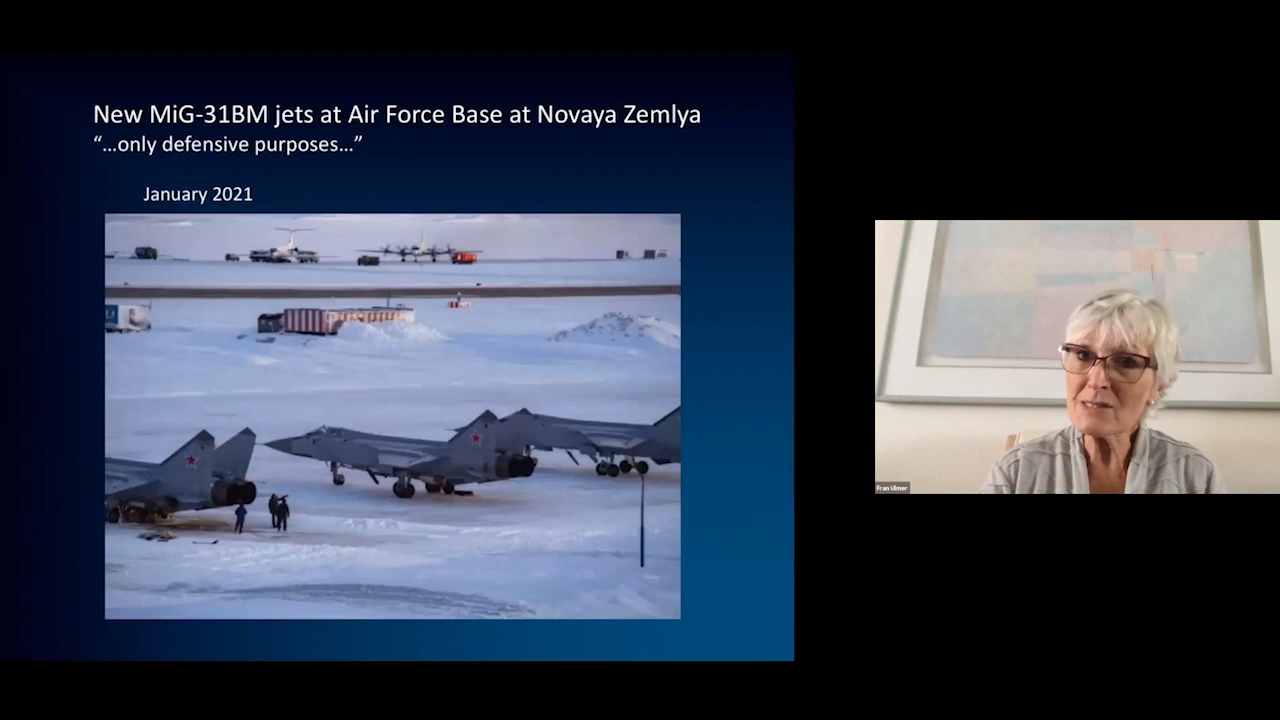 New MiG-31BM jets at Air Force Base at Novaya Zemlya
“...only defensive purposes...”
January 2021
Fran Ulmer